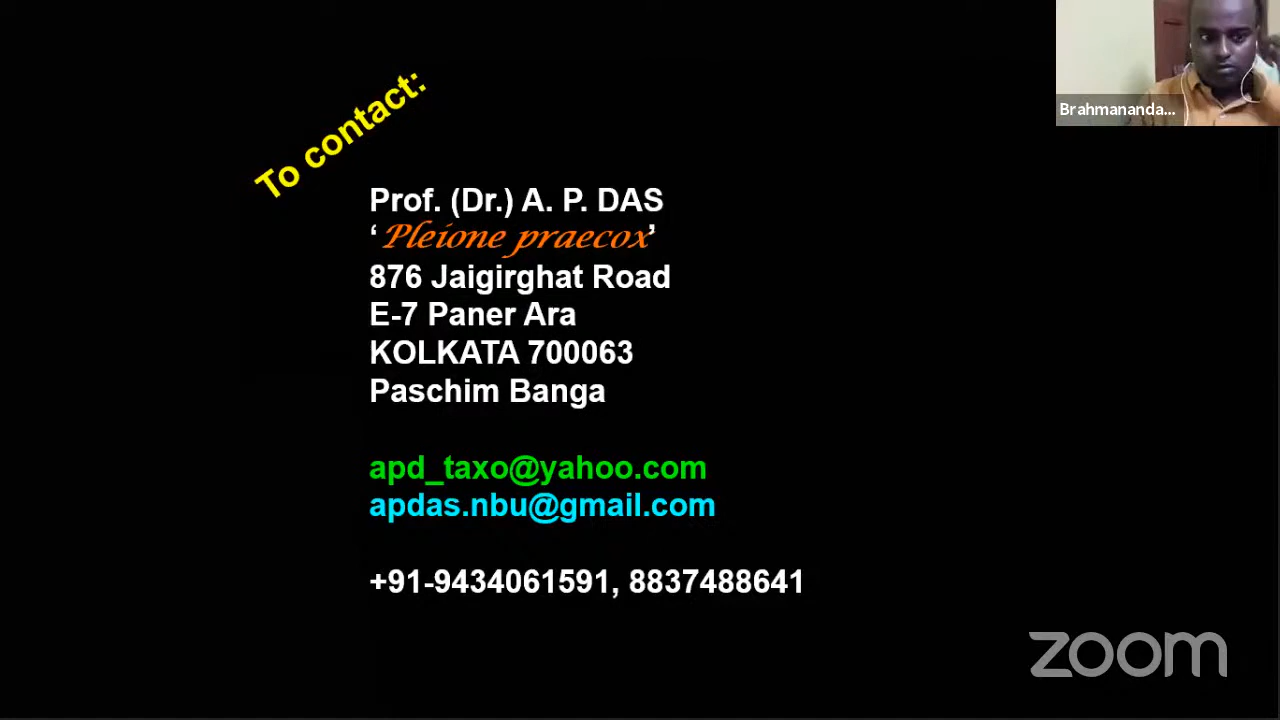 To contact:
Prof. (Dr.) A. P. DAS
‘Pleione praecox’
876 Jaigirghat Road
E-7 Paner Ara
KOLKATA 700063
Paschim Banga
apd_taxo@yahoo.com
apdas.nbu@gmail.com
+91-9434061591, 8837488641
Brahmananda...
zoom